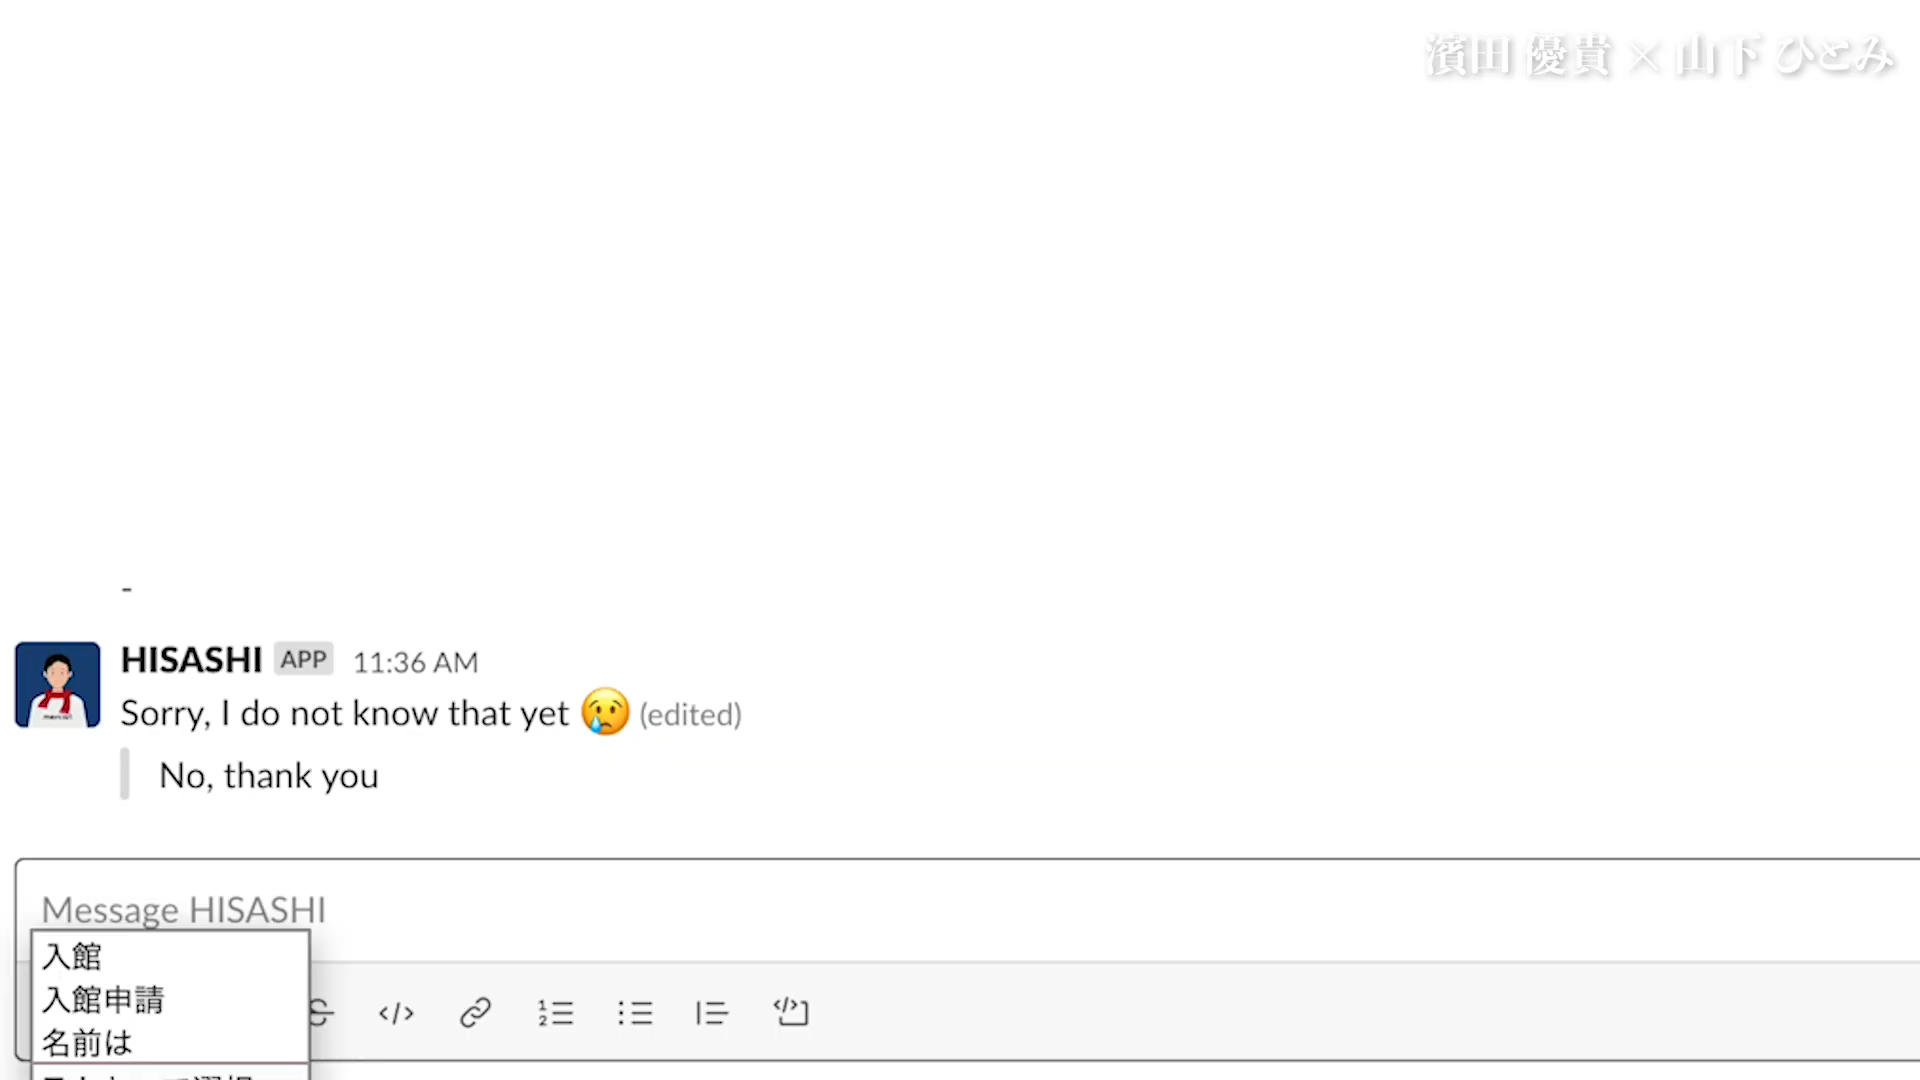 濱田 優貴 × 山下 ひとみ
-
HISASHI APP 11:36 AM
Sorry, I do not know that yet 😢 (edited)
No, thank you
Message HISASHI
入館
入館申請
名前は